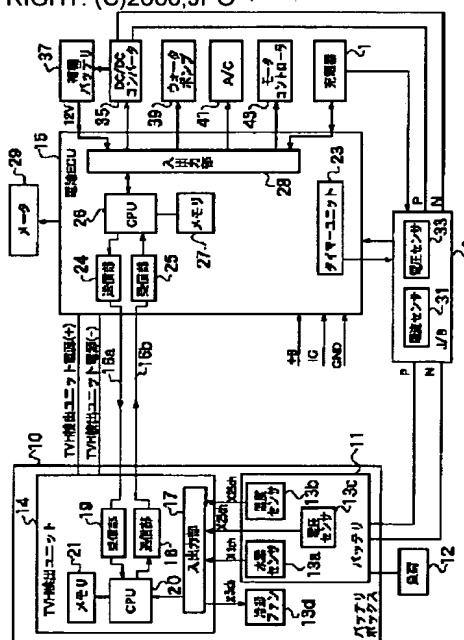 RIGHT: (C)2000,JPO
37
補機
バッテリ
12V
DC/DC
コンバータ
35
ウォータ
ポンプ
39
A/C
41
モータ
コントローラ
43
充電器
1
29
メータ
15
電池ECU
入出力部
28
26
CPU
23
タイマーユニット
24
送信部
25
受信部
メモリ
27
P
N
33
電圧センサ
31
電流センサ
J/B
+B
IG
GND
P
N
TVH検出ユニット電源(+)
TVH検出ユニット電源(-)
16a
16b
10
14
TVH検出ユニット
21
メモリ
19
受信部
送信部
18
17
CPU
20
入出力部
11
13b
温度
センサ
13c
電圧
センサ
水素
センサ
13a
冷却
ファン
13d
バッテリ
バッテリ
ボックス
負荷
12